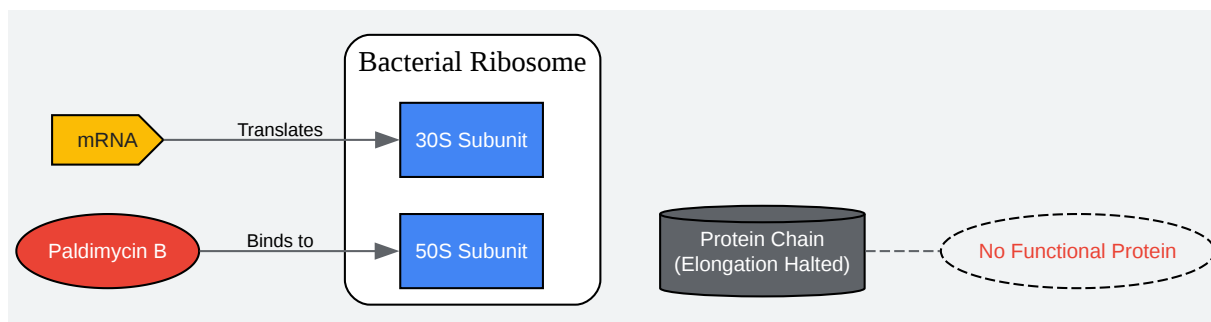 Bacterial Ribosome
mRNA
Translates
30S Subunit
Paldimycin B
Binds to
50S Subunit
Protein Chain
(Elongation Halted)
No Functional Protein